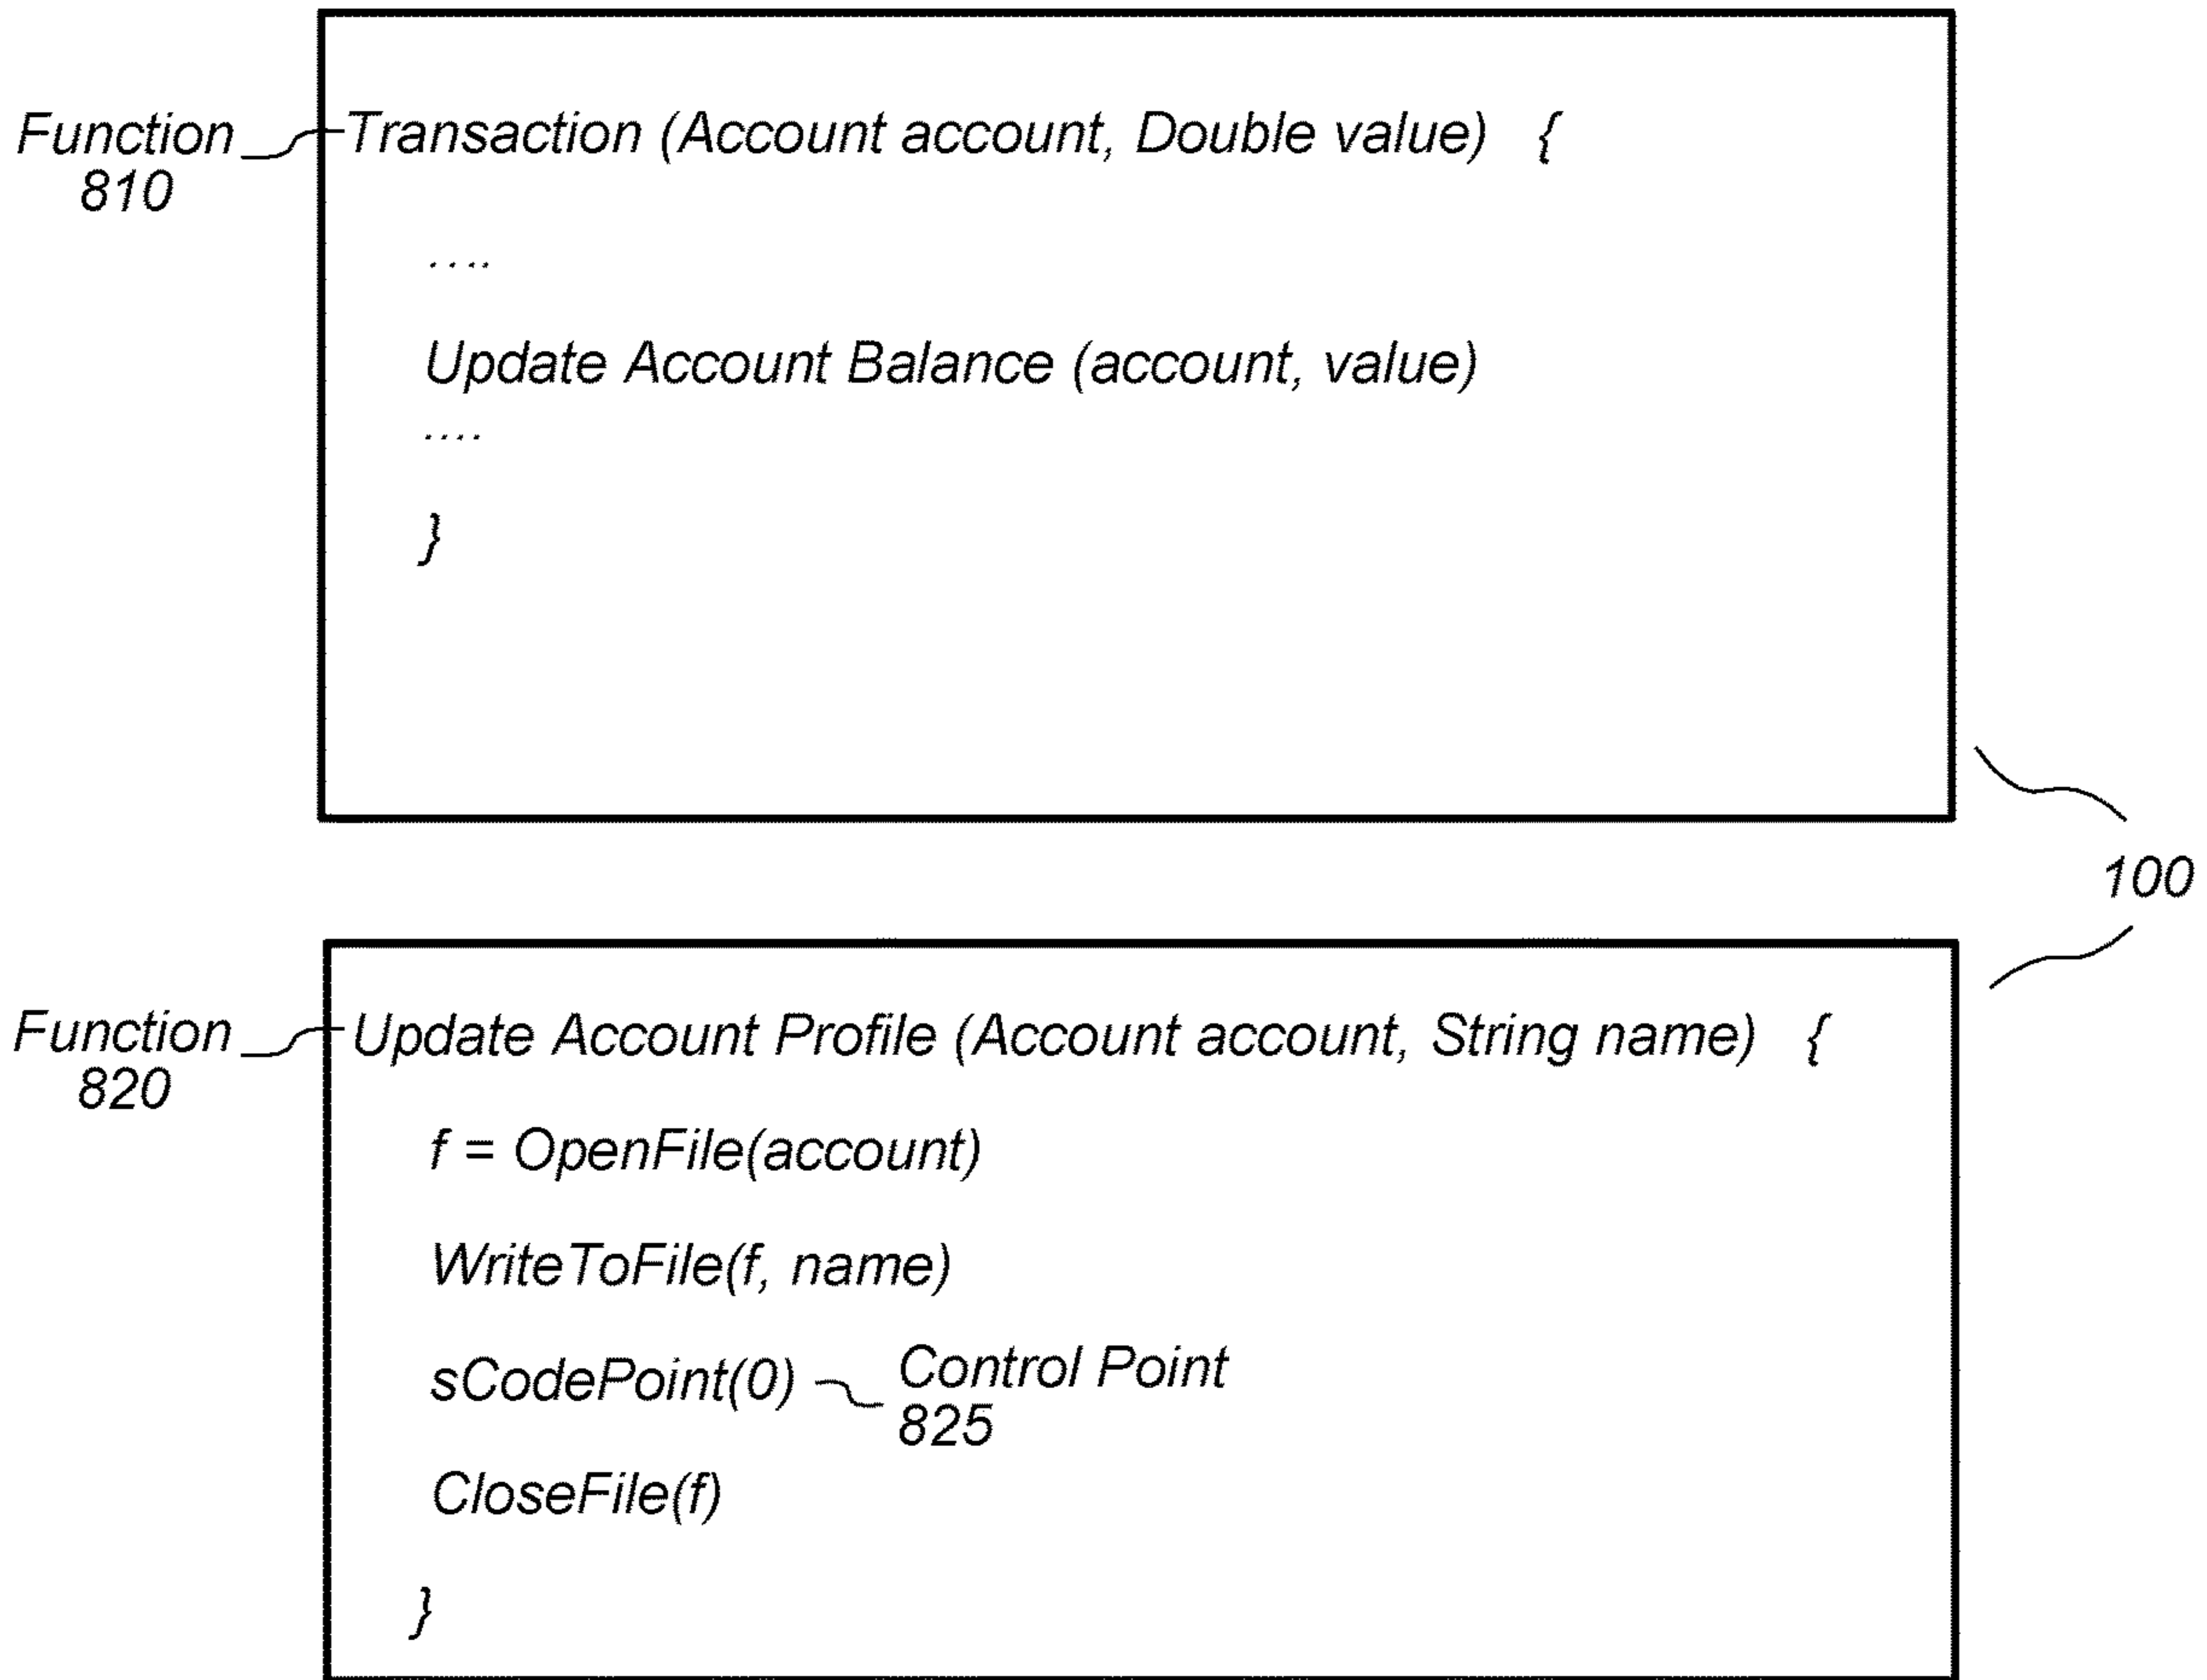 Function
810
Transaction (Account account, Double value) {
....
Update Account Balance (account, value)
....
}
100
Function
820
Update Account Profile (Account account, String name) {
f = OpenFile(account)
WriteToFile(f, name)
sCodePoint(0)
Control Point
825
CloseFile(f)
}